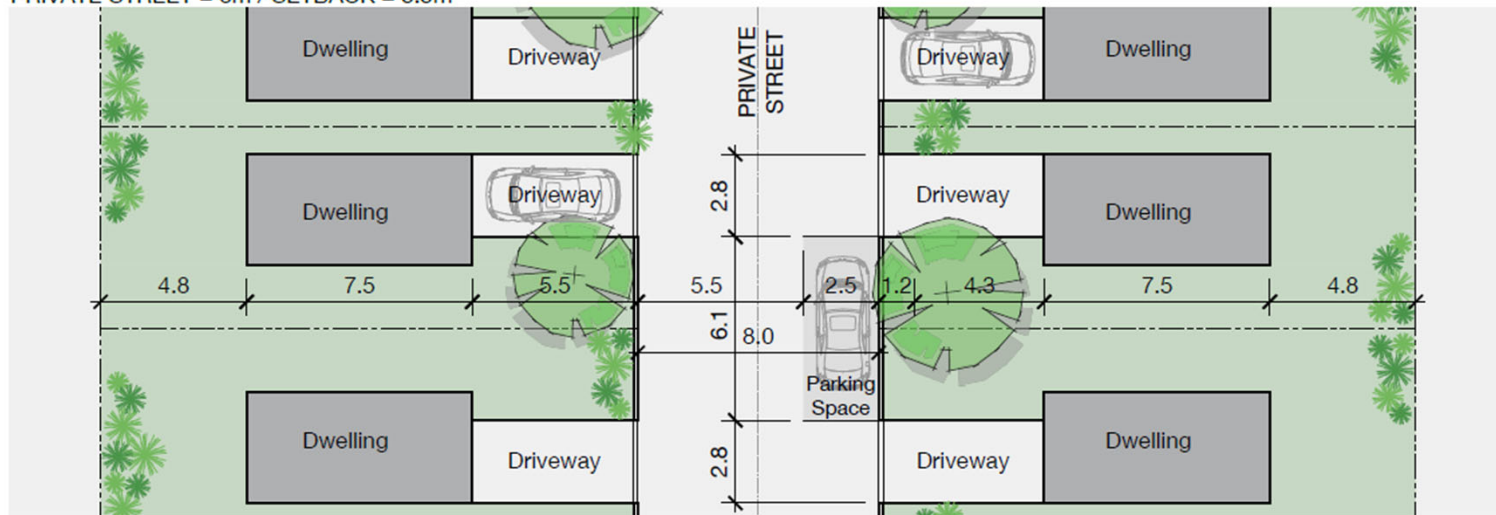 Dwelling
Driveway
PRIVATE
STREET
Driveway
Dwelling
Dwelling
Driveway
2.8
Driveway
Dwelling
4.8
7.5
5.5
5.5
2.5
1.2
4.3
7.5
4.8
6.1
8.0
Parking
Space
Dwelling
Driveway
2.8
Driveway
Dwelling